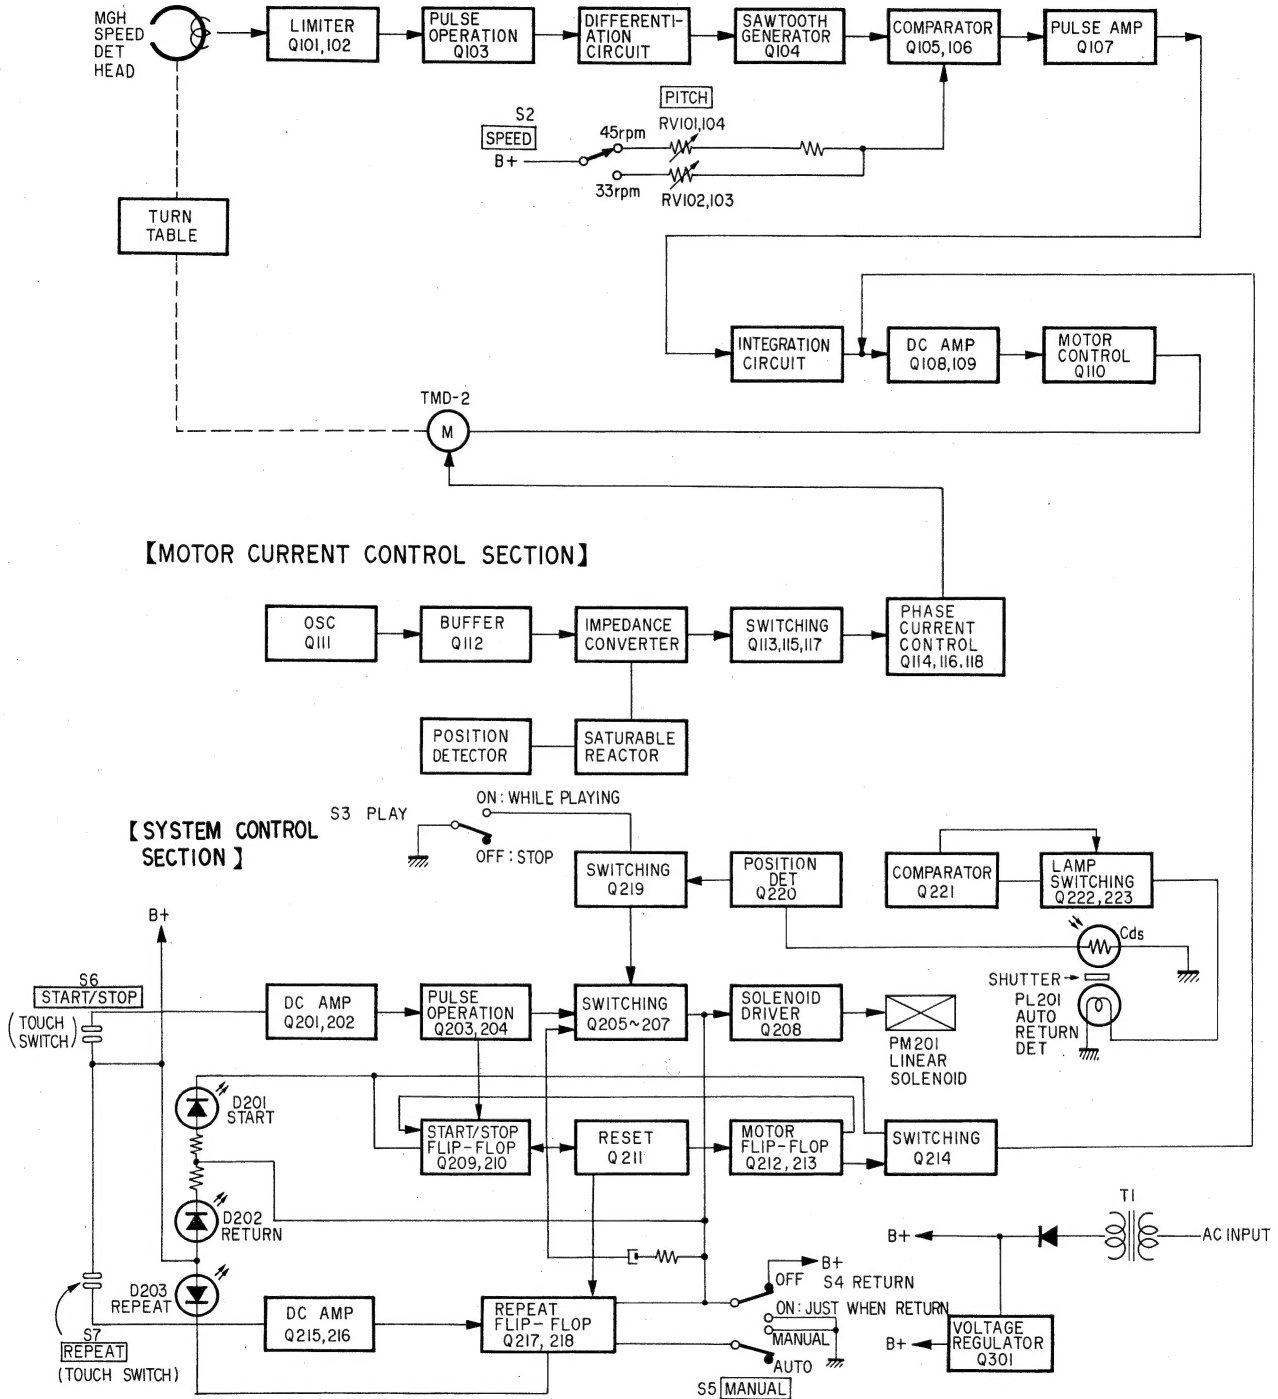 MGH
SPEED
DET
HEAD
LIMITER
Q101,102
PULSE
OPERATION
Q103
DIFFERENTI-
ATION
CIRCUIT
SAWTOOTH
GENERATOR
Q104
COMPARATOR
Q105,106
PULSE AMP
Q107
PITCH
S2
SPEED
B+
45rpm
RV101,104
33rpm
RV102,103
TURN
TABLE
INTEGRATION
CIRCUIT
DC AMP
Q108,109
MOTOR
CONTROL
Q110
TMD-2
M
【MOTOR CURRENT CONTROL SECTION】
OSC
Q111
BUFFER
Q112
IMPEDANCE
CONVERTER
SWITCHING
Q113,115,117
PHASE
CURRENT
CONTROL
Q114,116.118
POSITION
DETECTOR
SATURABLE
REACTOR
【SYSTEM CONTROL
SECTION】
S3 PLAY
ON: WHILE PLAYING
OFF: STOP
SWITCHING
Q219
POSITION
DET
Q220
COMPARATOR
Q221
LAMP
SWITCHING
Q222,223
Cds
SHUTTER
PL201
AUTO
RETURN
DET
B+
S6
START/STOP
(TOUCH
SWITCH)
DC AMP
Q201,202
PULSE
OPERATION
Q203,204
SWITCHING
Q205~207
SOLENOID
DRIVER
Q208
PM201
LINEAR
SOLENOID
D201
START
START/STOP
FLIP-FLOP
Q209,210
RESET
Q211
MOTOR
FLIP-FLOP
Q212,213
SWITCHING
Q214
D202
RETURN
D203
REPEAT
S7
REPEAT
(TOUCH SWITCH)
DC AMP
Q215,216
REPEAT
FLIP-FLOP
Q217,218
B+
OFF S4 RETURN
ON: JUST WHEN RETURN
MANUAL
AUTO
S5 MANUAL
T1
B+
AC INPUT
B+
VOLTAGE
REGULATOR
Q301